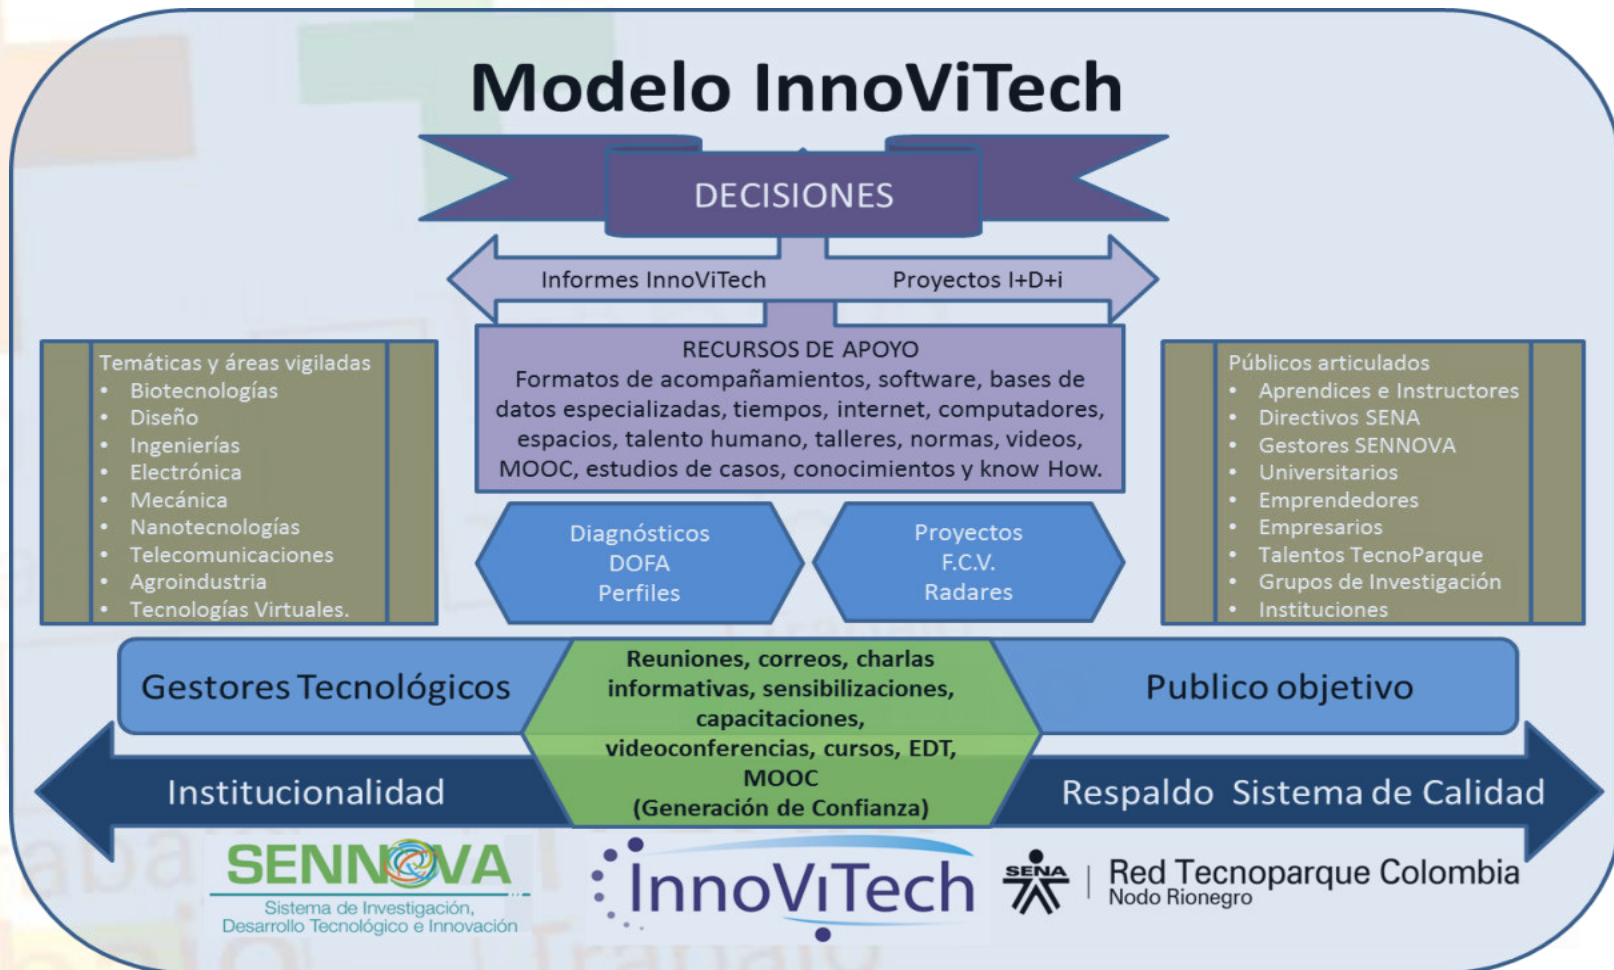 Modelo InnoViTech
DECISIONES
Informes InnoViTech
Proyectos I+D+i
RECURSOS DE APOYO
Formatos de acompañamientos, software, bases de
datos especializadas, tiempos, internet, computadores,
espacios, talento humano, talleres, normas, videos,
MOOC, estudios de casos, conocimientos y know How.
Temáticas y áreas vigiladas
• Biotecnologías
• Diseño
• Ingenierías
• Electrónica
• Mecánica
• Nanotecnologías
• Telecomunicaciones
• Agroindustria
• Tecnologías Virtuales.
Diagnósticos
DOFA
Perfiles
Proyectos
F.C.V.
Radares
Públicos articulados
• Aprendices e Instructores
• Directivos SENA
• Gestores SENNOVA
• Universitarios
• Emprendedores
• Empresarios
• Talentos TecnoParque
• Grupos de Investigación
• Instituciones
Gestores Tecnológicos
Reuniones, correos, charlas
informativas, sensibilizaciones,
capacitaciones,
videoconferencias, cursos, EDT,
MOOC
(Generación de Confianza)
Publico objetivo
Institucionalidad
Respaldo Sistema de Calidad
SENNOVA
Sistema de Investigación,
Desarrollo Tecnológico e Innovación
InnoViTech
SENA
Red Tecnoparque Colombia
Nodo Rionegro